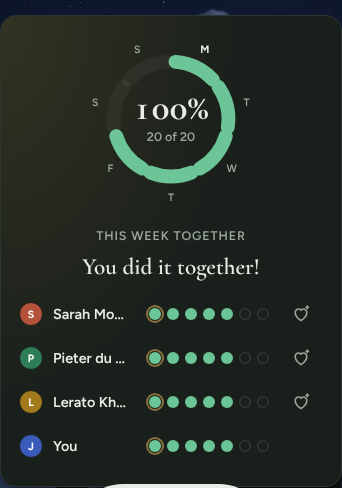 S
M
S
T
100%
20 of 20
F
W
T
THIS WEEK TOGETHER
You did it together!
S Sarah Mo...
P Pieter du ...
L Lerato Kh...
J You